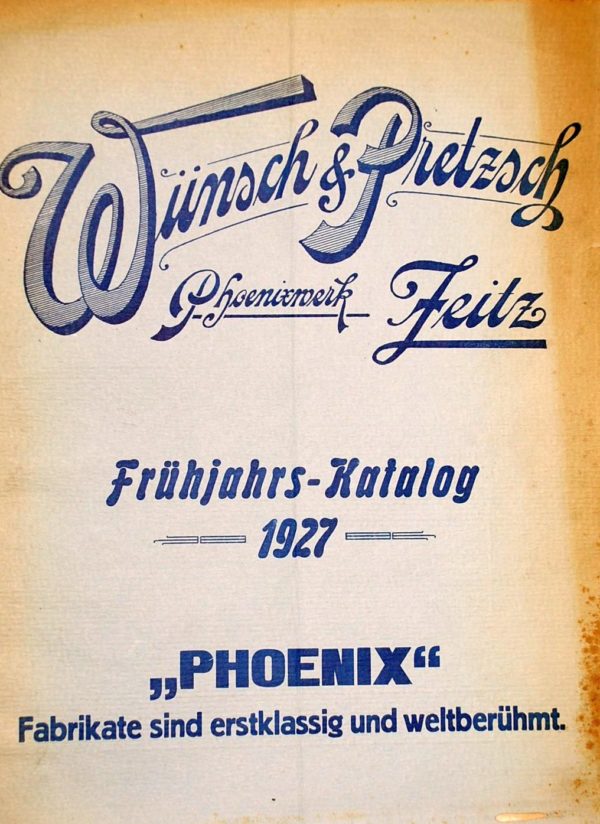 Wünsch & Pretzsch
Phoenixwerk Zeitz
Frühjahrs-Katalog
1927
„PHOENIX“
Fabrikate sind erstklassig und weltberühmt.